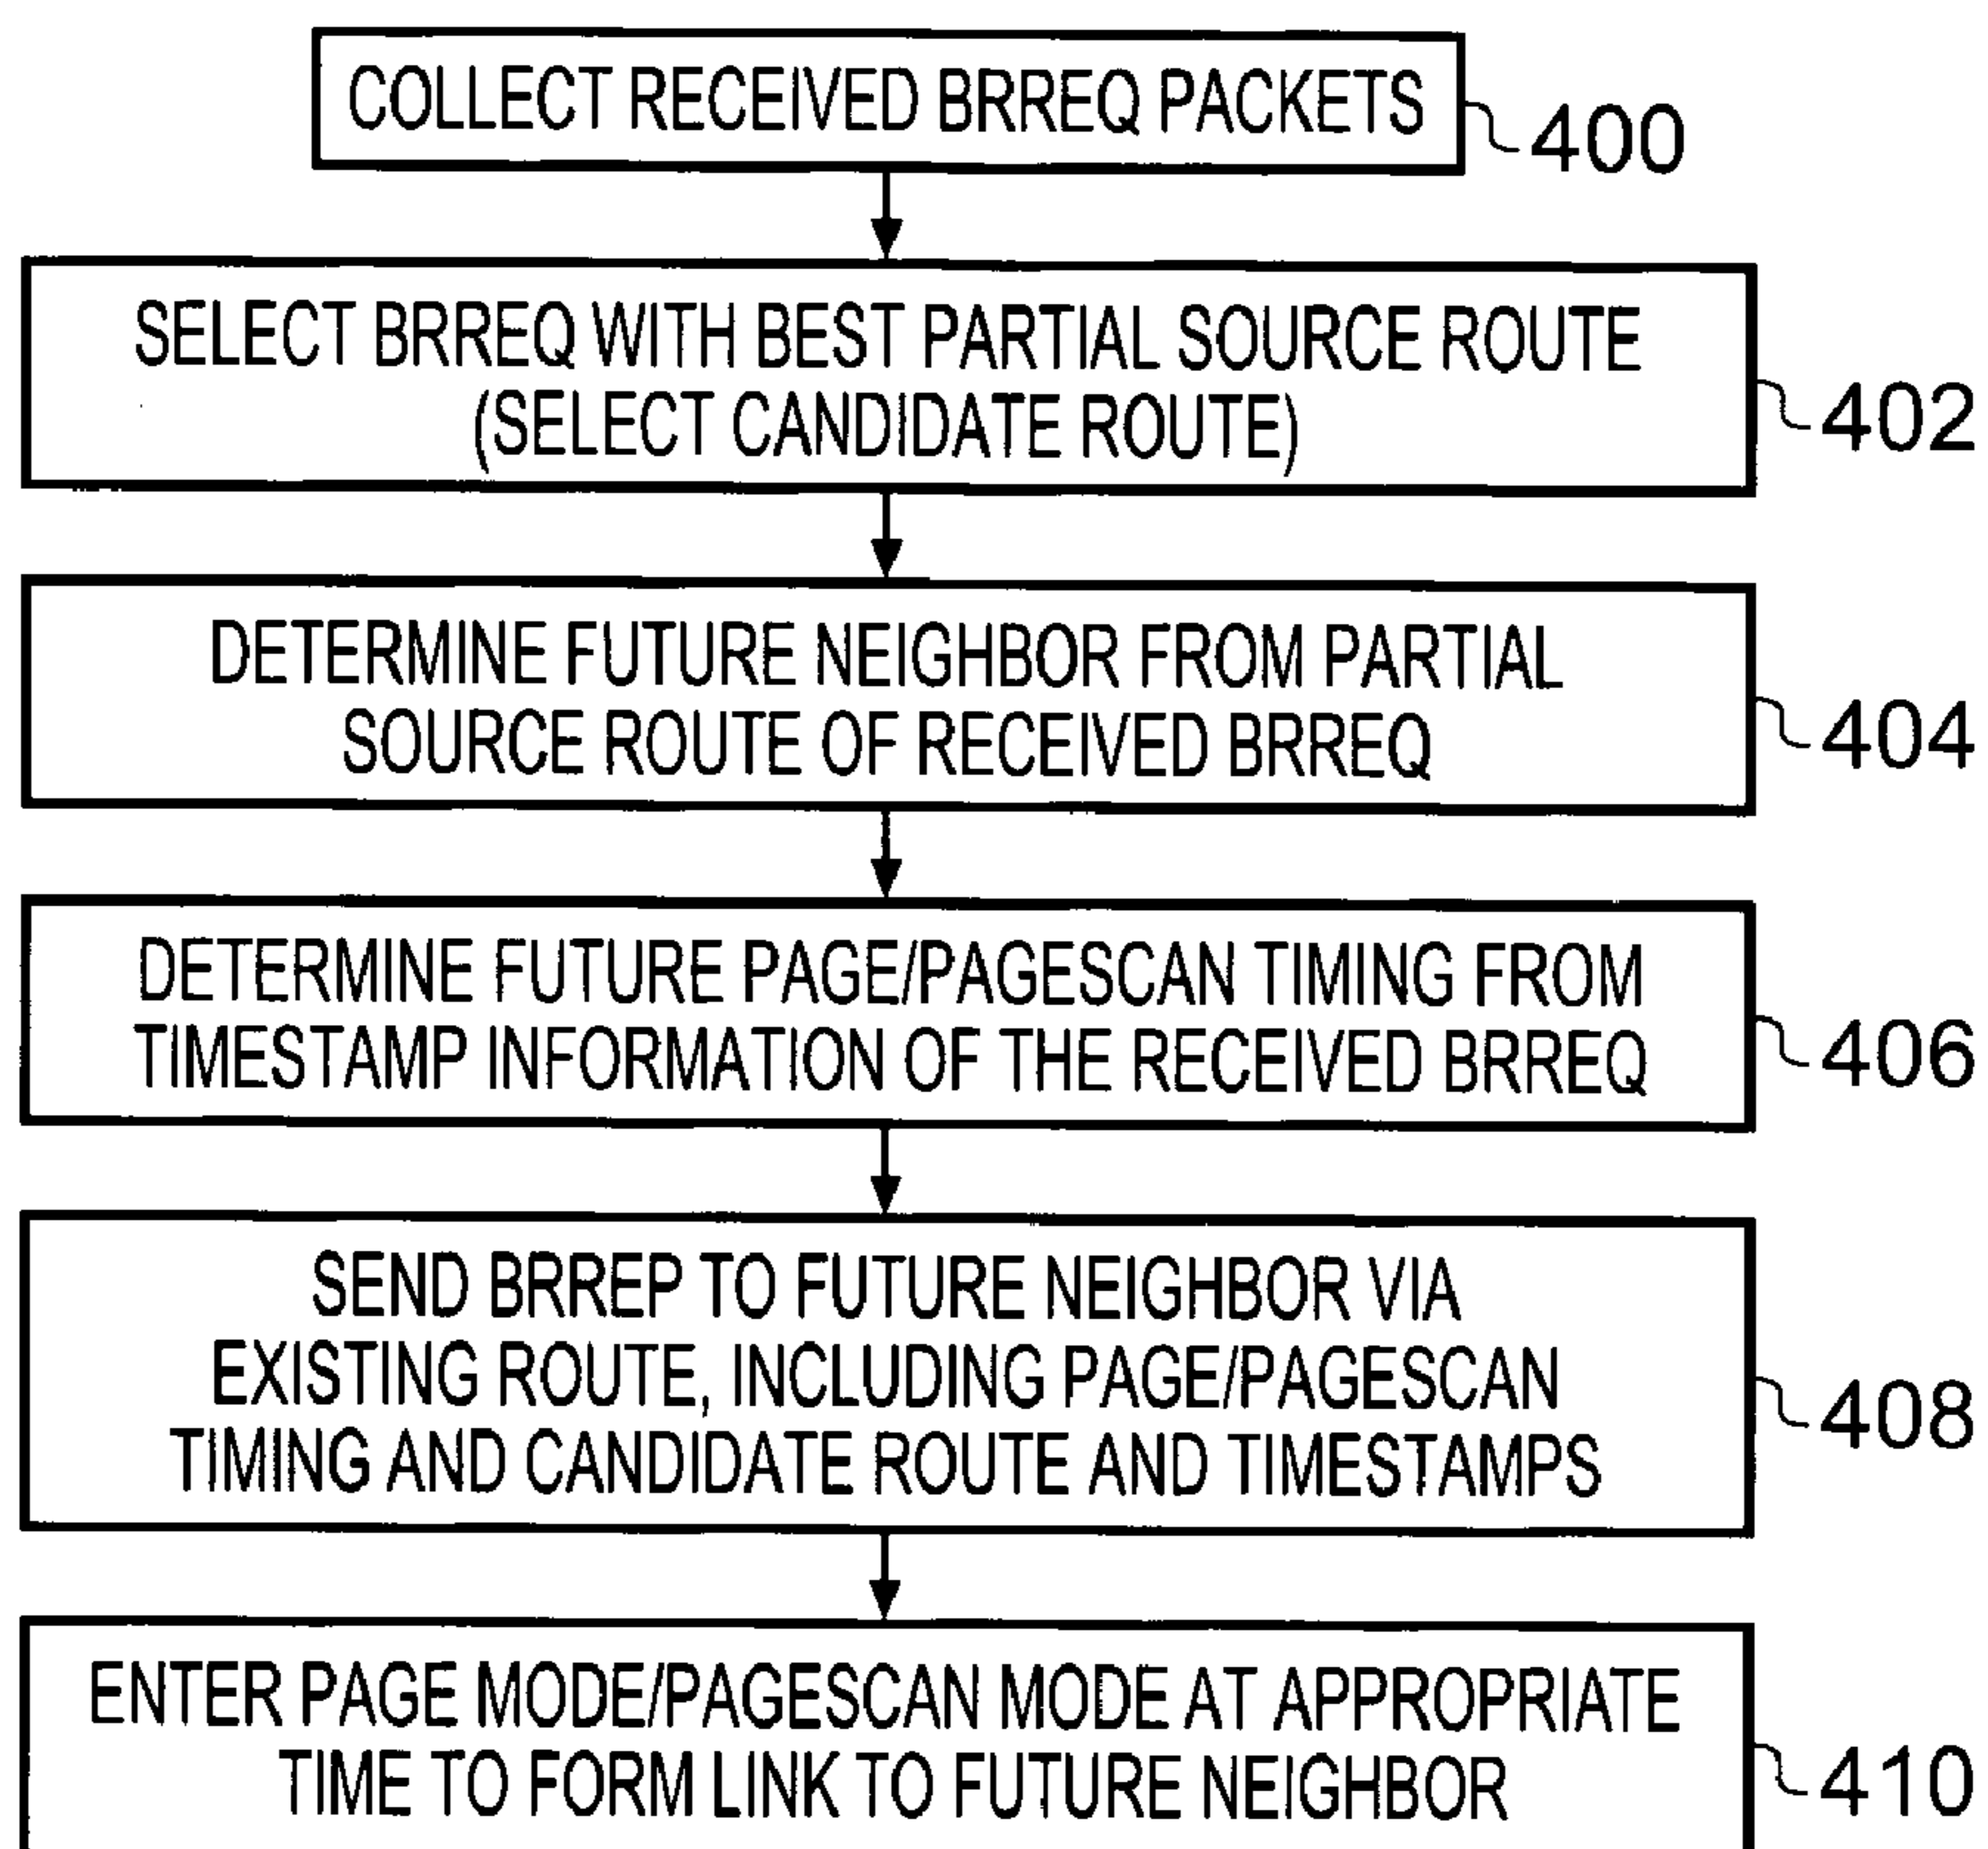 COLLECT RECEIVED BRREQ PACKETS
400
SELECT BRREQ WITH BEST PARTIAL SOURCE ROUTE
(SELECT CANDIDATE ROUTE)
402
DETERMINE FUTURE NEIGHBOR FROM PARTIAL
SOURCE ROUTE OF RECEIVED BRREQ
404
DETERMINE FUTURE PAGE/PAGESCAN TIMING FROM
TIMESTAMP INFORMATION OF THE RECEIVED BRREQ
406
SEND BRREP TO FUTURE NEIGHBOR VIA
EXISTING ROUTE, INCLUDING PAGE/PAGESCAN
TIMING AND CANDIDATE ROUTE AND TIMESTAMPS
408
ENTER PAGE MODE/PAGESCAN MODE AT APPROPRIATE
TIME TO FORM LINK TO FUTURE NEIGHBOR
410